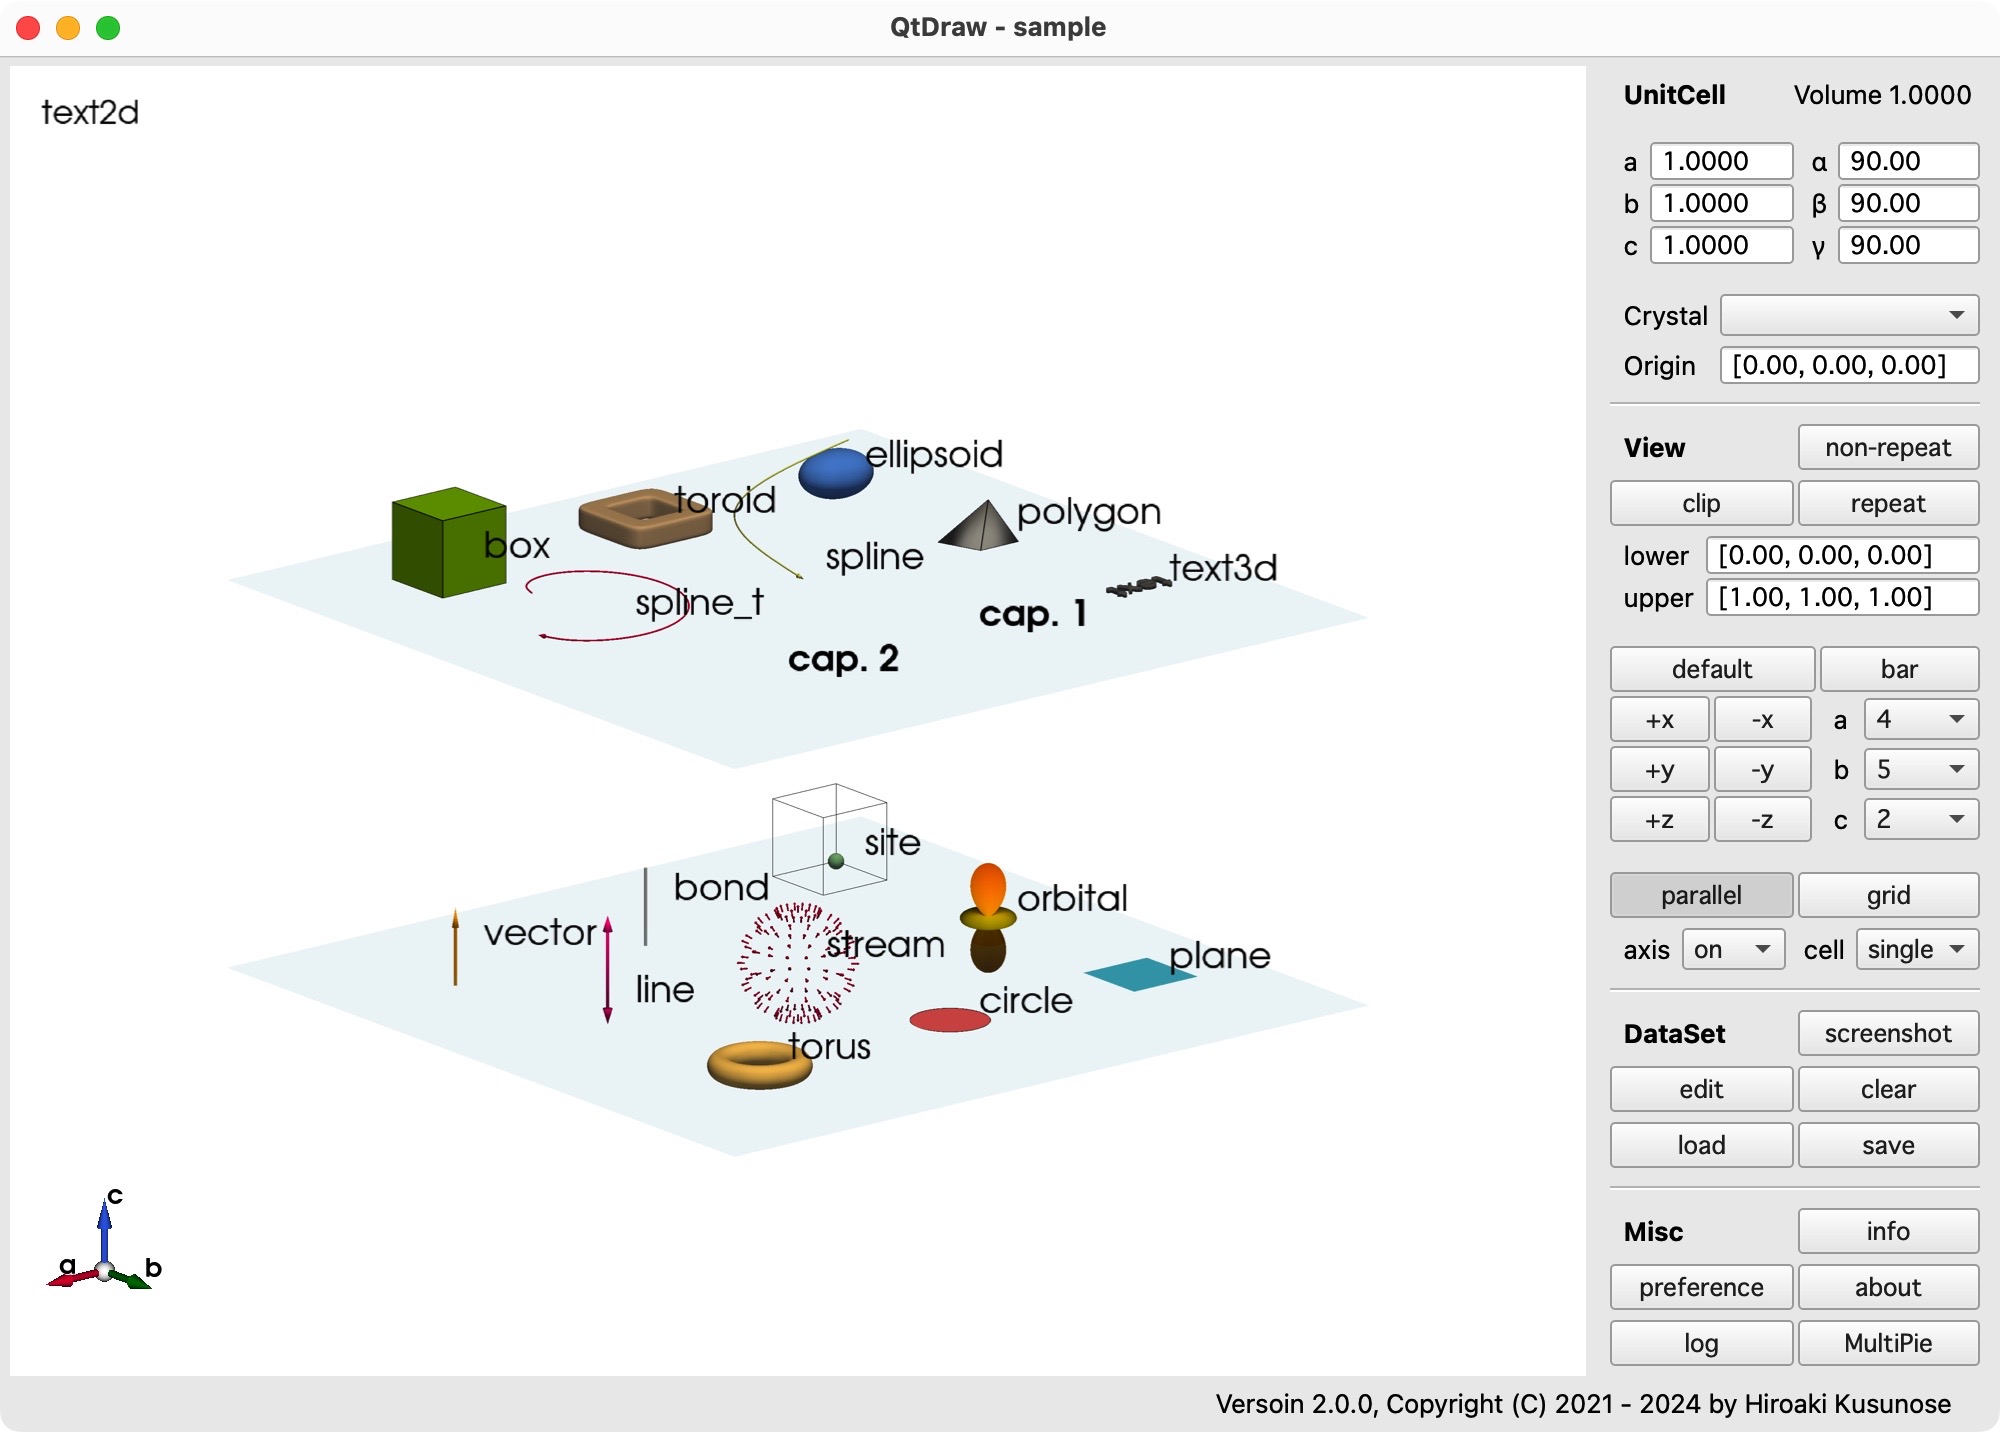 QtDraw - sample
text2d
ellipsoid
toroid
polygon
box
spline
text3d
spline_t
cap. 1
cap. 2
site
bond
orbital
vector
stream
plane
line
circle
torus
c
a
b
UnitCell Volume 1.0000
a 1.0000 α 90.00
b 1.0000 β 90.00
c 1.0000 γ 90.00
Crystal
Origin [0.00, 0.00, 0.00]
View non-repeat
clip repeat
lower [0.00, 0.00, 0.00]
upper [1.00, 1.00, 1.00]
default bar
+x -x a 4
+y -y b 5
+z -z c 2
parallel grid
axis on cell single
DataSet screenshot
edit clear
load save
Misc info
preference about
log MultiPie
Versoin 2.0.0, Copyright (C) 2021 - 2024 by Hiroaki Kusunose